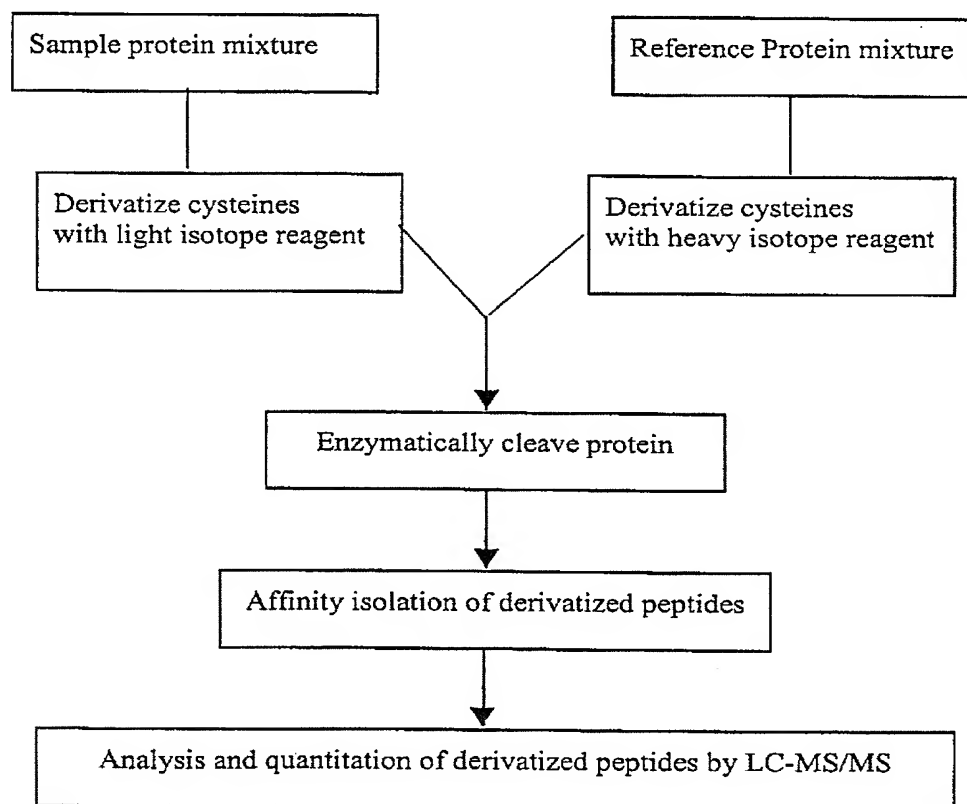 Sample protein mixture
Reference Protein mixture
Derivatize cysteines
with light isotope reagent
Derivatize cysteines
with heavy isotope reagent
Enzymatically cleave protein
Affinity isolation of derivatized peptides
Analysis and quantitation of derivatized peptides by LC-MS/MS